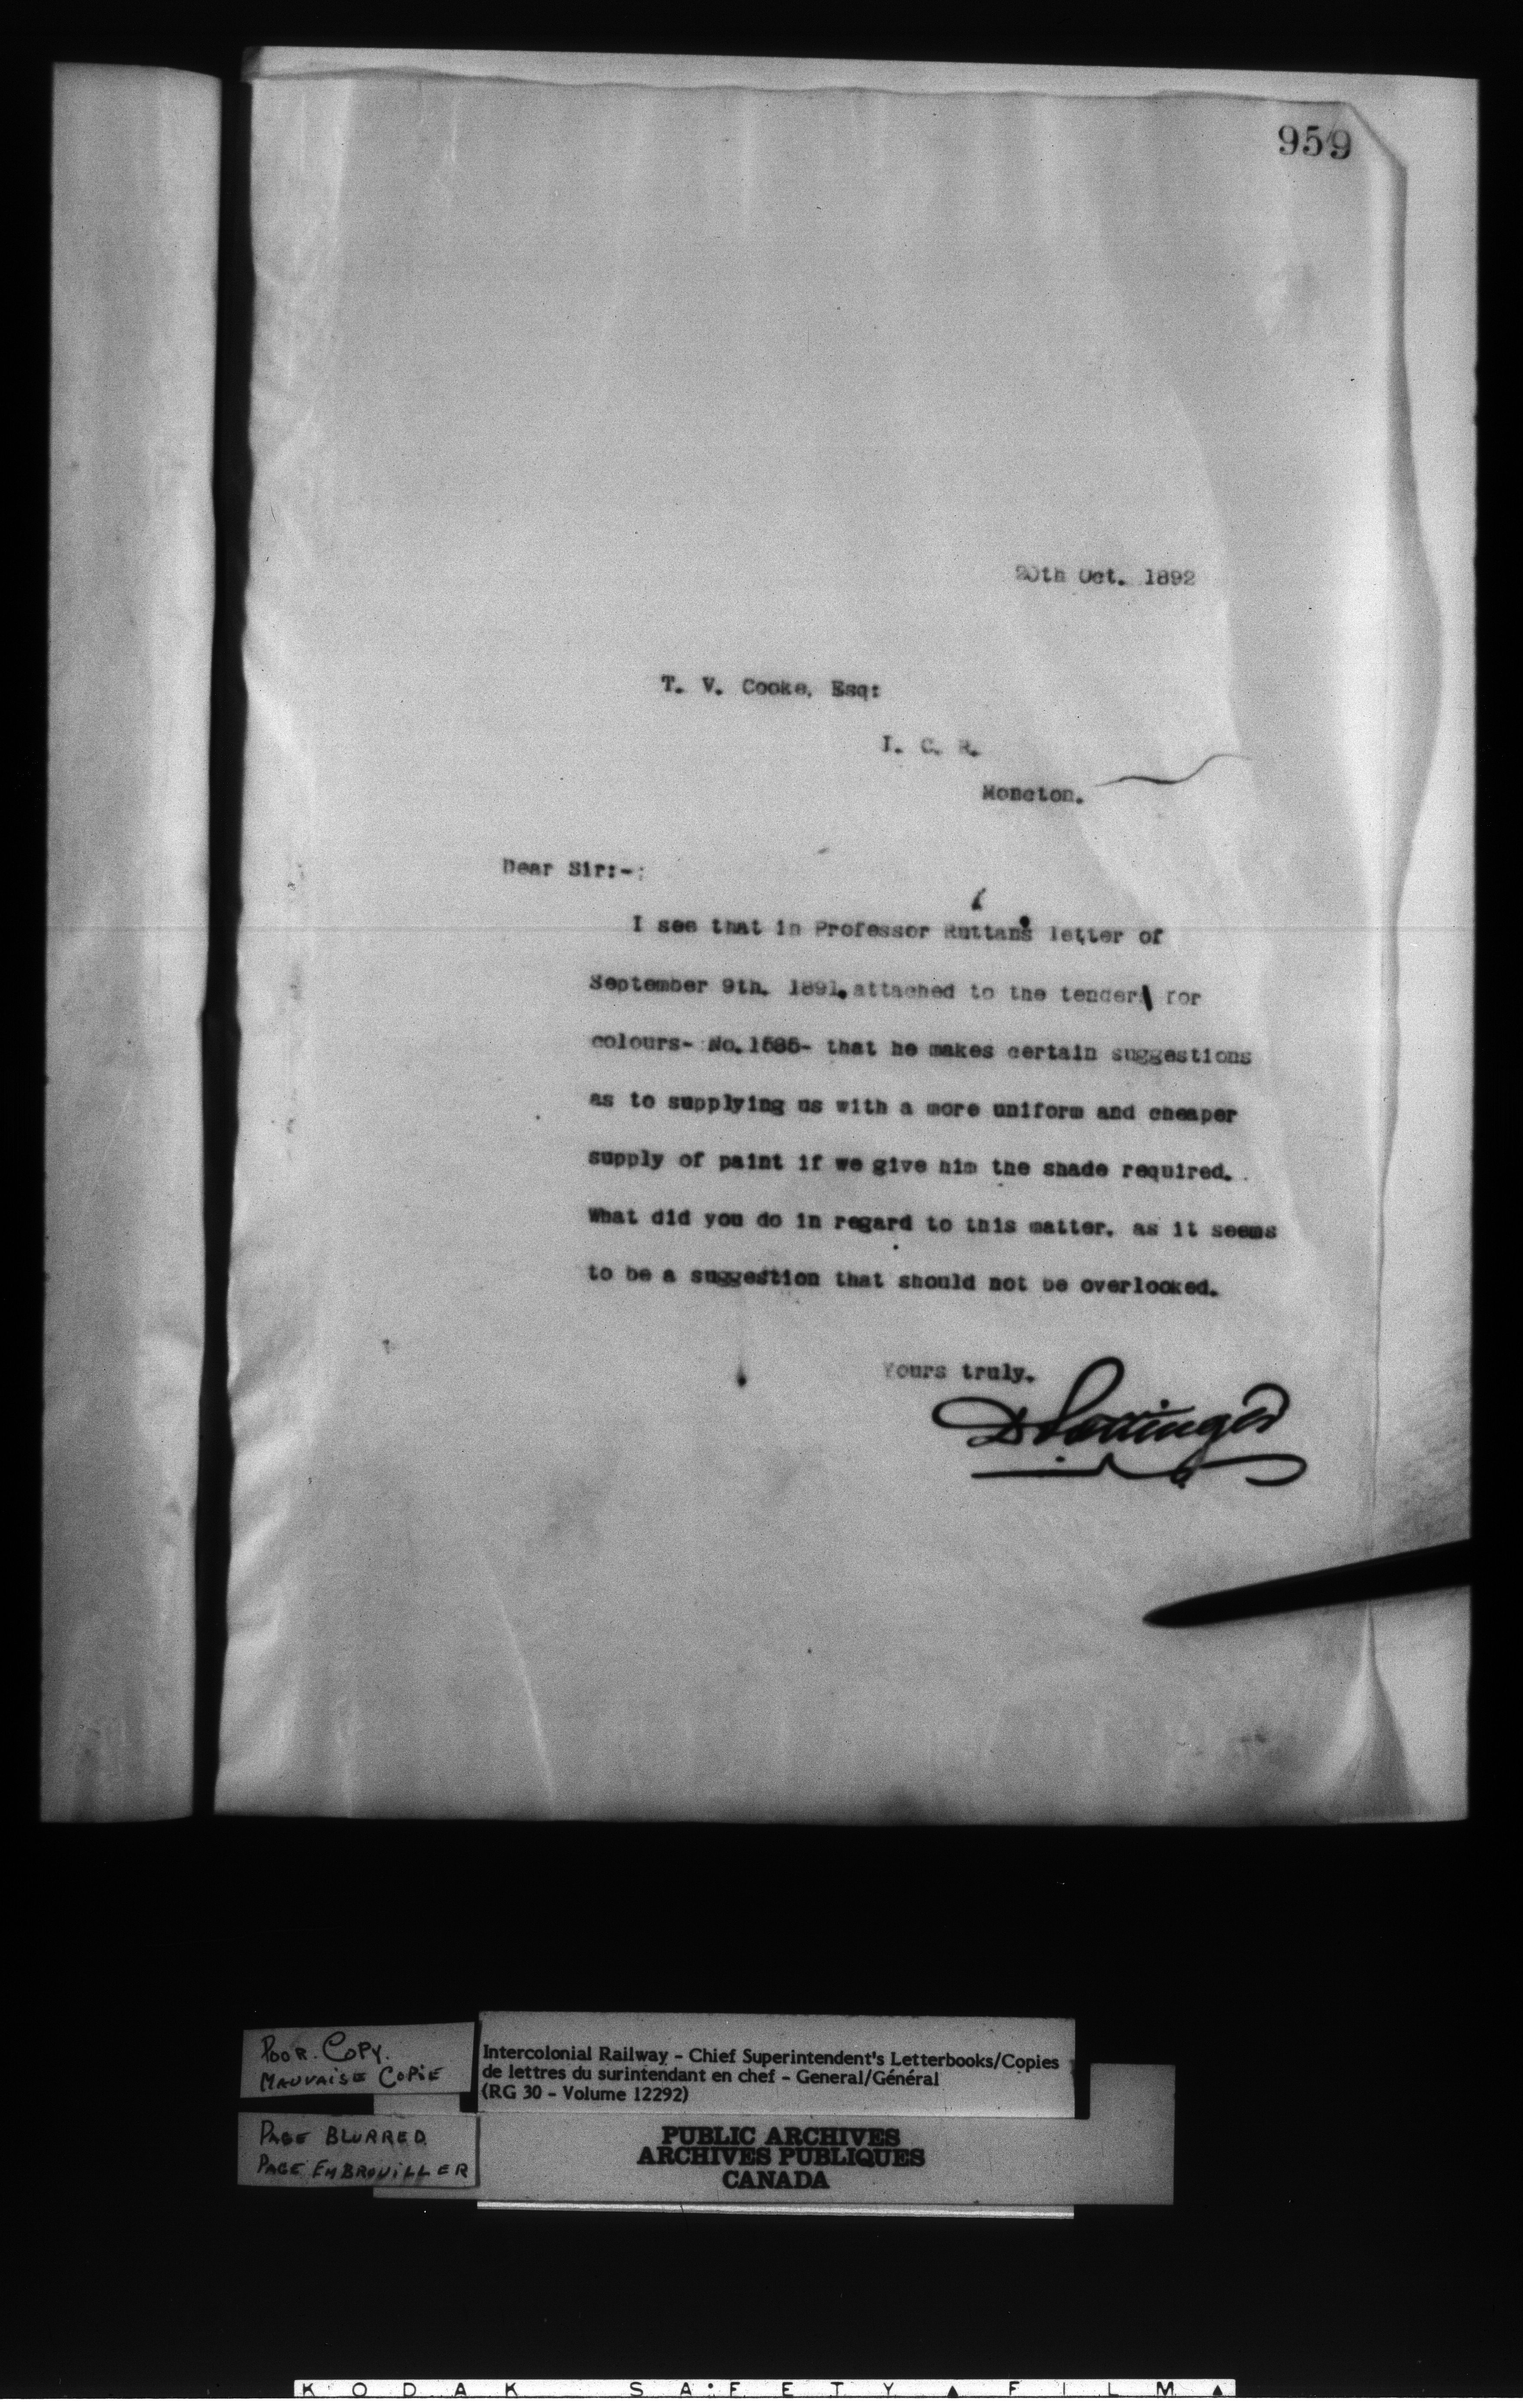 959
20th Oct. 1892
T. V. Cooke, Esq:
I. C. R.
Moncton.
Dear Sir:-:
I see that in Professor Ruttan's letter of
September 9th. 1891. attached to the tender for
colours- No. - that he makes certain suggestions
as to supplying us with a more uniform and cheaper
supply of paint if we give him the shade required.
What did you do in regard to this matter, as it seems
to be a suggestion that should not be overlooked.
Yours truly.
D Pottinger
POOR. COPY.
MAUVAISE COPIE
Intercolonial Railway - Chief Superintendent's Letterbooks/Copies
de lettres du surintendant en chef - General/Général
(RG 30 - Volume 12292)
PAGE BLURRED
PAGE EMBROUILLER
PUBLIC ARCHIVES
ARCHIVES PUBLIQUES
CANADA
KODAK SAFETY FILM